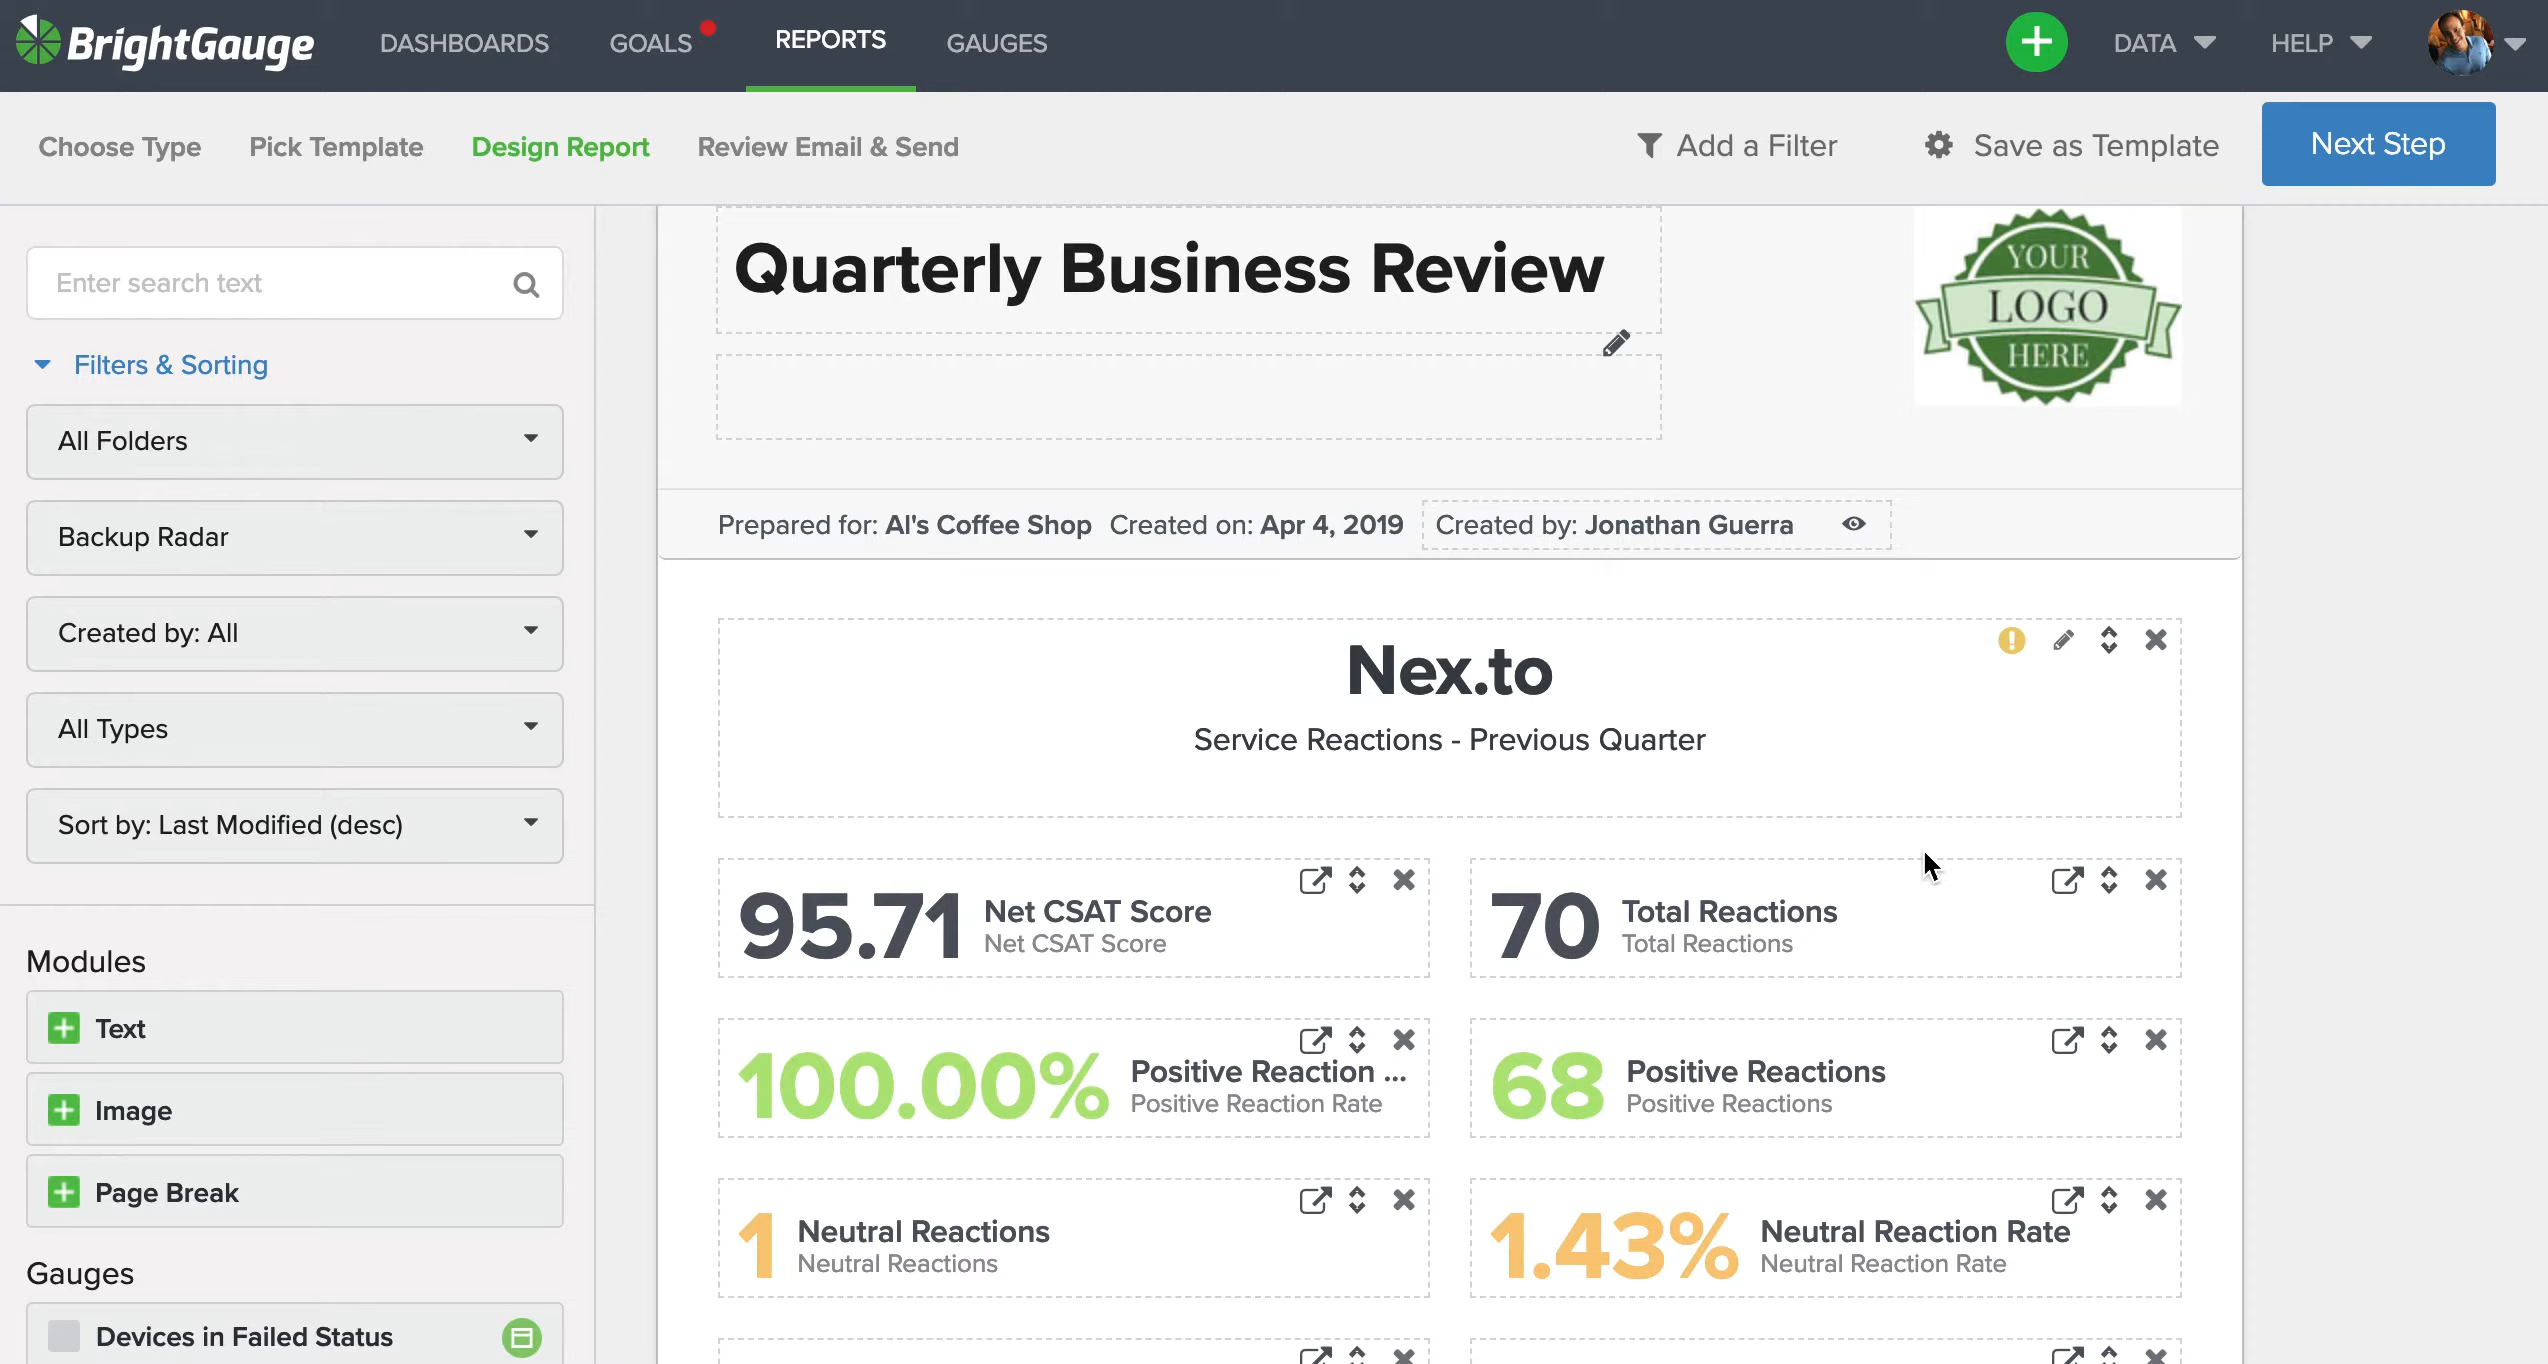 BrightGauge DASHBOARDS GOALS REPORTS GAUGES DATA HELP
Choose Type Pick Template Design Report Review Email & Send Add a Filter Save as Template Next Step
Enter search text
Filters & Sorting
All Folders
Backup Radar
Created by: All
All Types
Sort by: Last Modified (desc)
Modules
Text
Image
Page Break
Gauges
Devices in Failed Status
Quarterly Business Review
YOUR
LOGO
HERE
Prepared for: Al's Coffee Shop Created on: Apr 4, 2019 Created by: Jonathan Guerra
Nex.to
Service Reactions - Previous Quarter
95.71 Net CSAT Score
Net CSAT Score
70 Total Reactions
Total Reactions
100.00% Positive Reaction ...
Positive Reaction Rate
68 Positive Reactions
Positive Reactions
1 Neutral Reactions
Neutral Reactions
1.43% Neutral Reaction Rate
Neutral Reaction Rate